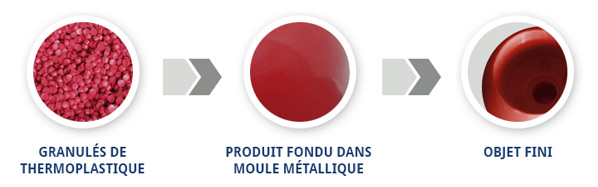 GRANULÉS DE
THERMOPLASTIQUE
PRODUIT FONDU DANS
MOULE MÉTALLIQUE
OBJET FINI